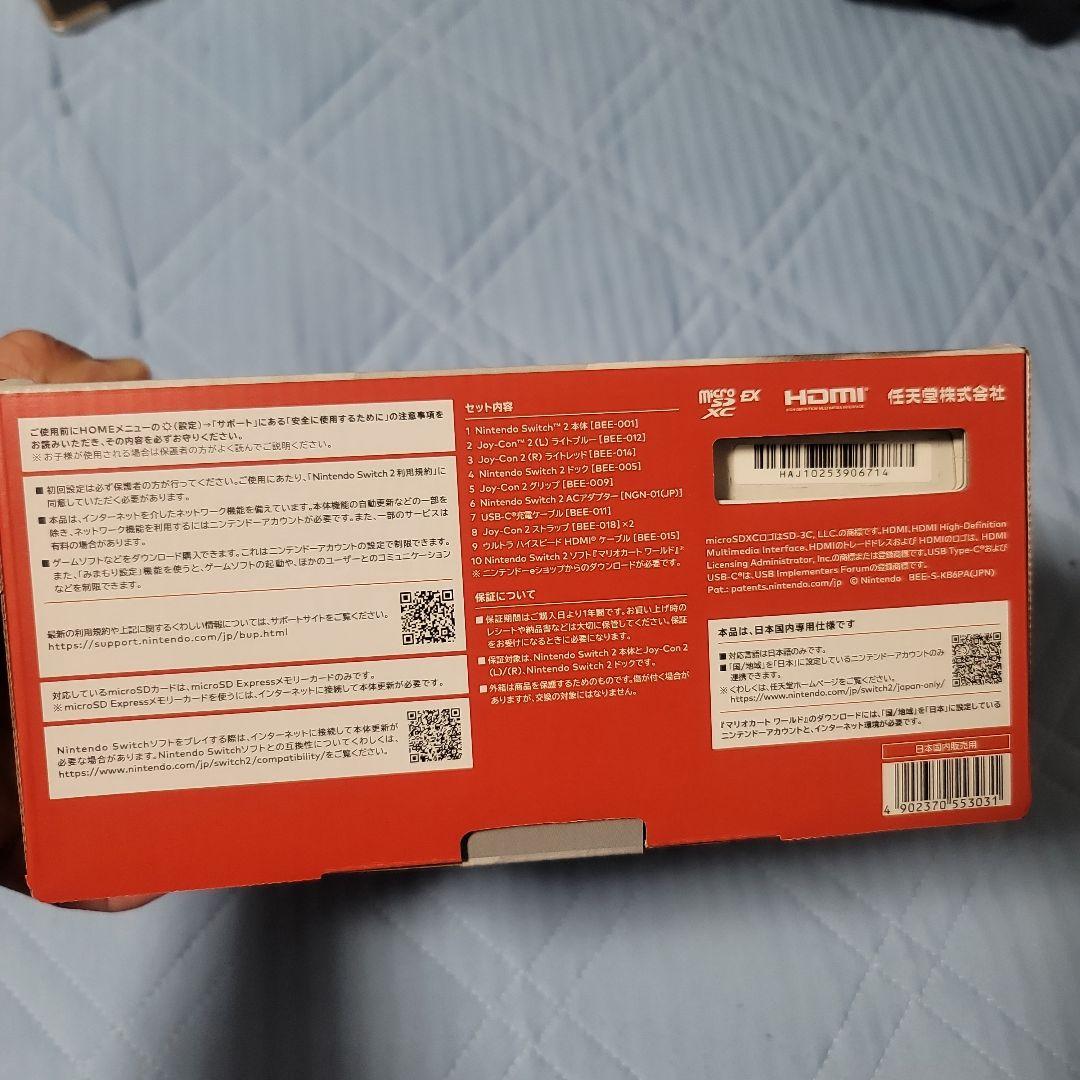 ご使用前にHOMEメニューの(設定)→「サポート」にある「安全に使用するために」の注意事項を
お読みいただき、その内容を必ずお守りください。
※お子様が使用される場合は保護者の方がよく読んでご説明ください。
■ 初回設定は必ず保護者の方が行ってください。ご使用にあたり、「Nintendo Switch 2 利用規約」に
同意していただく必要があります。
■ 本品は、インターネットを介したネットワーク機能を備えています。本体機能の自動更新などの一部を
除き、ネットワーク機能を利用するにはニンテンドーアカウントが必要です。また、一部のサービスは
有料の場合があります。
■ ゲームソフトなどをダウンロード購入できます。これはニンテンドーアカウントの設定で制限できます。
また、「みまもり設定」機能を使うと、ゲームソフトの起動や、ほかのユーザーとのコミュニケーション
などを制限できます。
最新の利用規約や上記に関するくわしい情報については、サポートサイトをご覧ください。
https://support.nintendo.com/jp/bup.html
対応しているmicroSDカードは、microSD Expressメモリーカードのみです。
※ microSD Expressメモリーカードを使うには、インターネットに接続して本体更新が必要です。
Nintendo Switchソフトをプレイする際は、インターネットに接続して本体更新が
必要な場合があります。Nintendo Switchソフトとの互換性についてくわしくは、
https://www.nintendo.com/jp/switch2/compatibility/をご覧ください。
セット内容
1 Nintendo Switch™ 2 本体 [BEE-001]
2 Joy-Con™ 2 (L) ライトブルー [BEE-012]
3 Joy-Con 2 (R) ライトレッド [BEE-014]
4 Nintendo Switch 2 ドック [BEE-005]
5 Joy-Con 2 グリップ [BEE-009]
6 Nintendo Switch 2 ACアダプター [NGN-01(JP)]
7 USB-C®充電ケーブル [BEE-011]
8 Joy-Con 2 ストラップ [BEE-018] ×2
9 ウルトラ ハイスピード HDMI® ケーブル [BEE-015]
10 Nintendo Switch 2 ソフト『マリオカート ワールド』※
※ ニンテンドーeショップからのダウンロードが必要です。
保証について
■ 保証期間はご購入日より1年間です。お買い上げ時の
レシートや納品書などは大切に保管してください。保証
をお受けになるときに必要になります。
■ 保証対象は、Nintendo Switch 2 本体とJoy-Con 2
(L)/(R)、Nintendo Switch 2 ドックです。
■ 外箱は商品を保護するためのものです。傷が付く場合が
ありますが、交換の対象にはなりません。
micro SD XC EX
HDMI
HIGH-DEFINITION MULTIMEDIA INTERFACE
任天堂株式会社
HAJ10253906714
microSDXCロゴはSD-3C, LLC.の商標です。HDMI、HDMI High-Definition
Multimedia Interface、HDMIのトレードドレスおよび HDMIのロゴは、HDMI
Licensing Administrator, Inc.の商標または登録商標です。USB Type-C®および
USB-C®は、USB Implementers Forumの登録商標です。
Pat.: patents.nintendo.com/jp © Nintendo BEE-S-KB6PA(JPN)
本品は、日本国内専用仕様です
■ 対応言語は日本語のみです。
■ 「国/地域」を「日本」に設定しているニンテンドーアカウントのみ
連携できます。
※ くわしくは、任天堂ホームページをご覧ください。
https://www.nintendo.com/jp/switch2/japan-only/
『マリオカート ワールド』のダウンロードには、「国/地域」を「日本」に設定している
ニンテンドーアカウントと、インターネット環境が必要です。
日本国内販売用
4 902370 553031